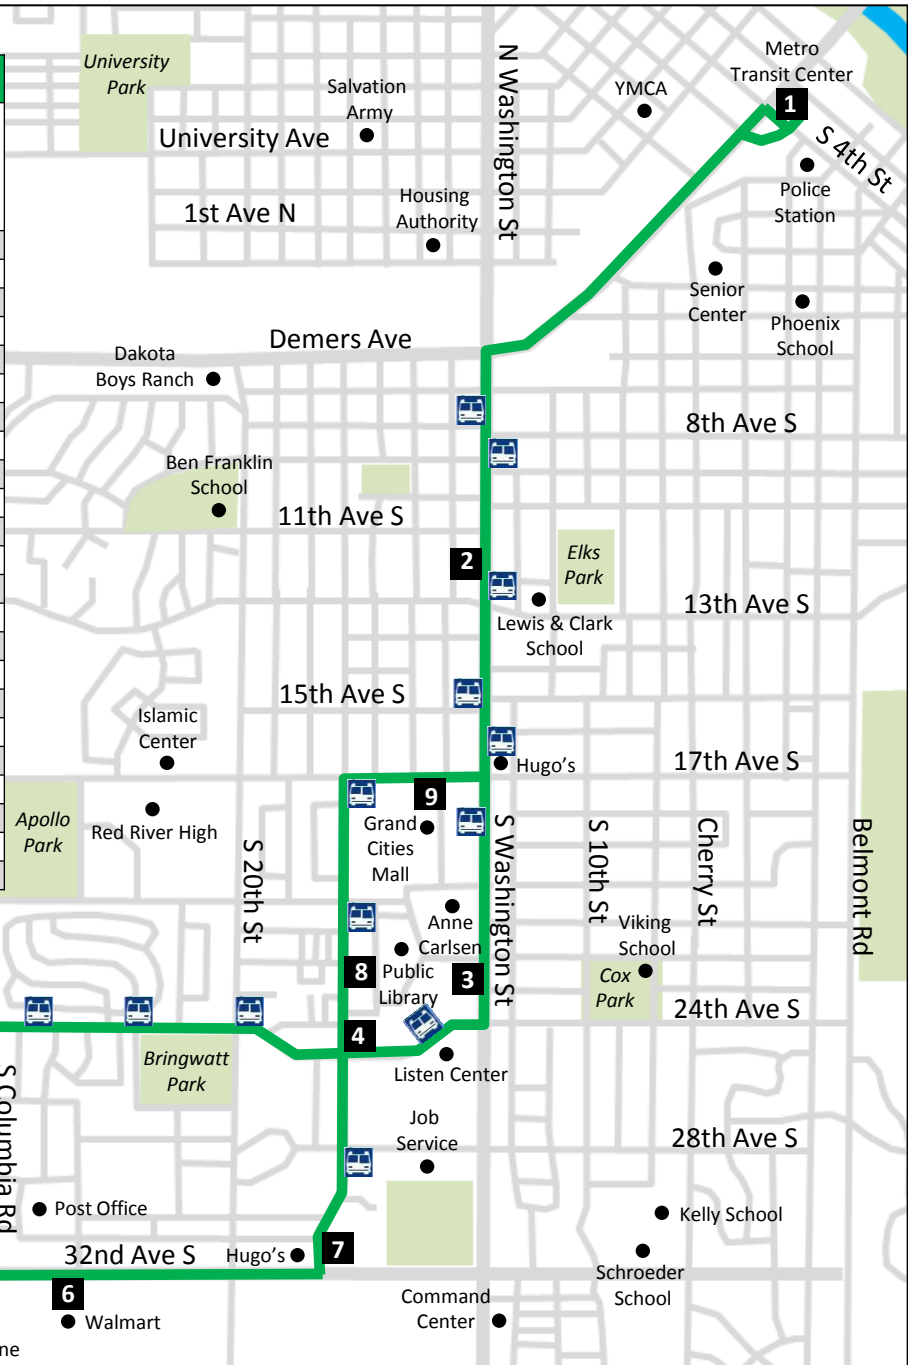 University
Park
Salvation
Army
N Washington St
YMCA
Metro
Transit Center
1
University Ave
S 4th St
Police
Station
1st Ave N
Housing
Authority
Senior
Center
Phoenix
School
Demers Ave
Dakota
Boys Ranch
8th Ave S
Ben Franklin
School
11th Ave S
2
Elks
Park
13th Ave S
Lewis & Clark
School
15th Ave S
Islamic
Center
Hugo's
17th Ave S
9
Apollo
Park
Red River High
Grand
Cities
Mall
S 20th St
S Washington St
S 10th St
Cherry St
Belmont Rd
Anne
Carlsen
Viking
School
8
Public
Library
3
Cox
Park
24th Ave S
4
Bringwatt
Park
Listen Center
S Columbia Rd
Job
Service
28th Ave S
Post Office
Kelly School
32nd Ave S
Hugo's
7
Schroeder
School
6
Walmart
Command
Center
ne